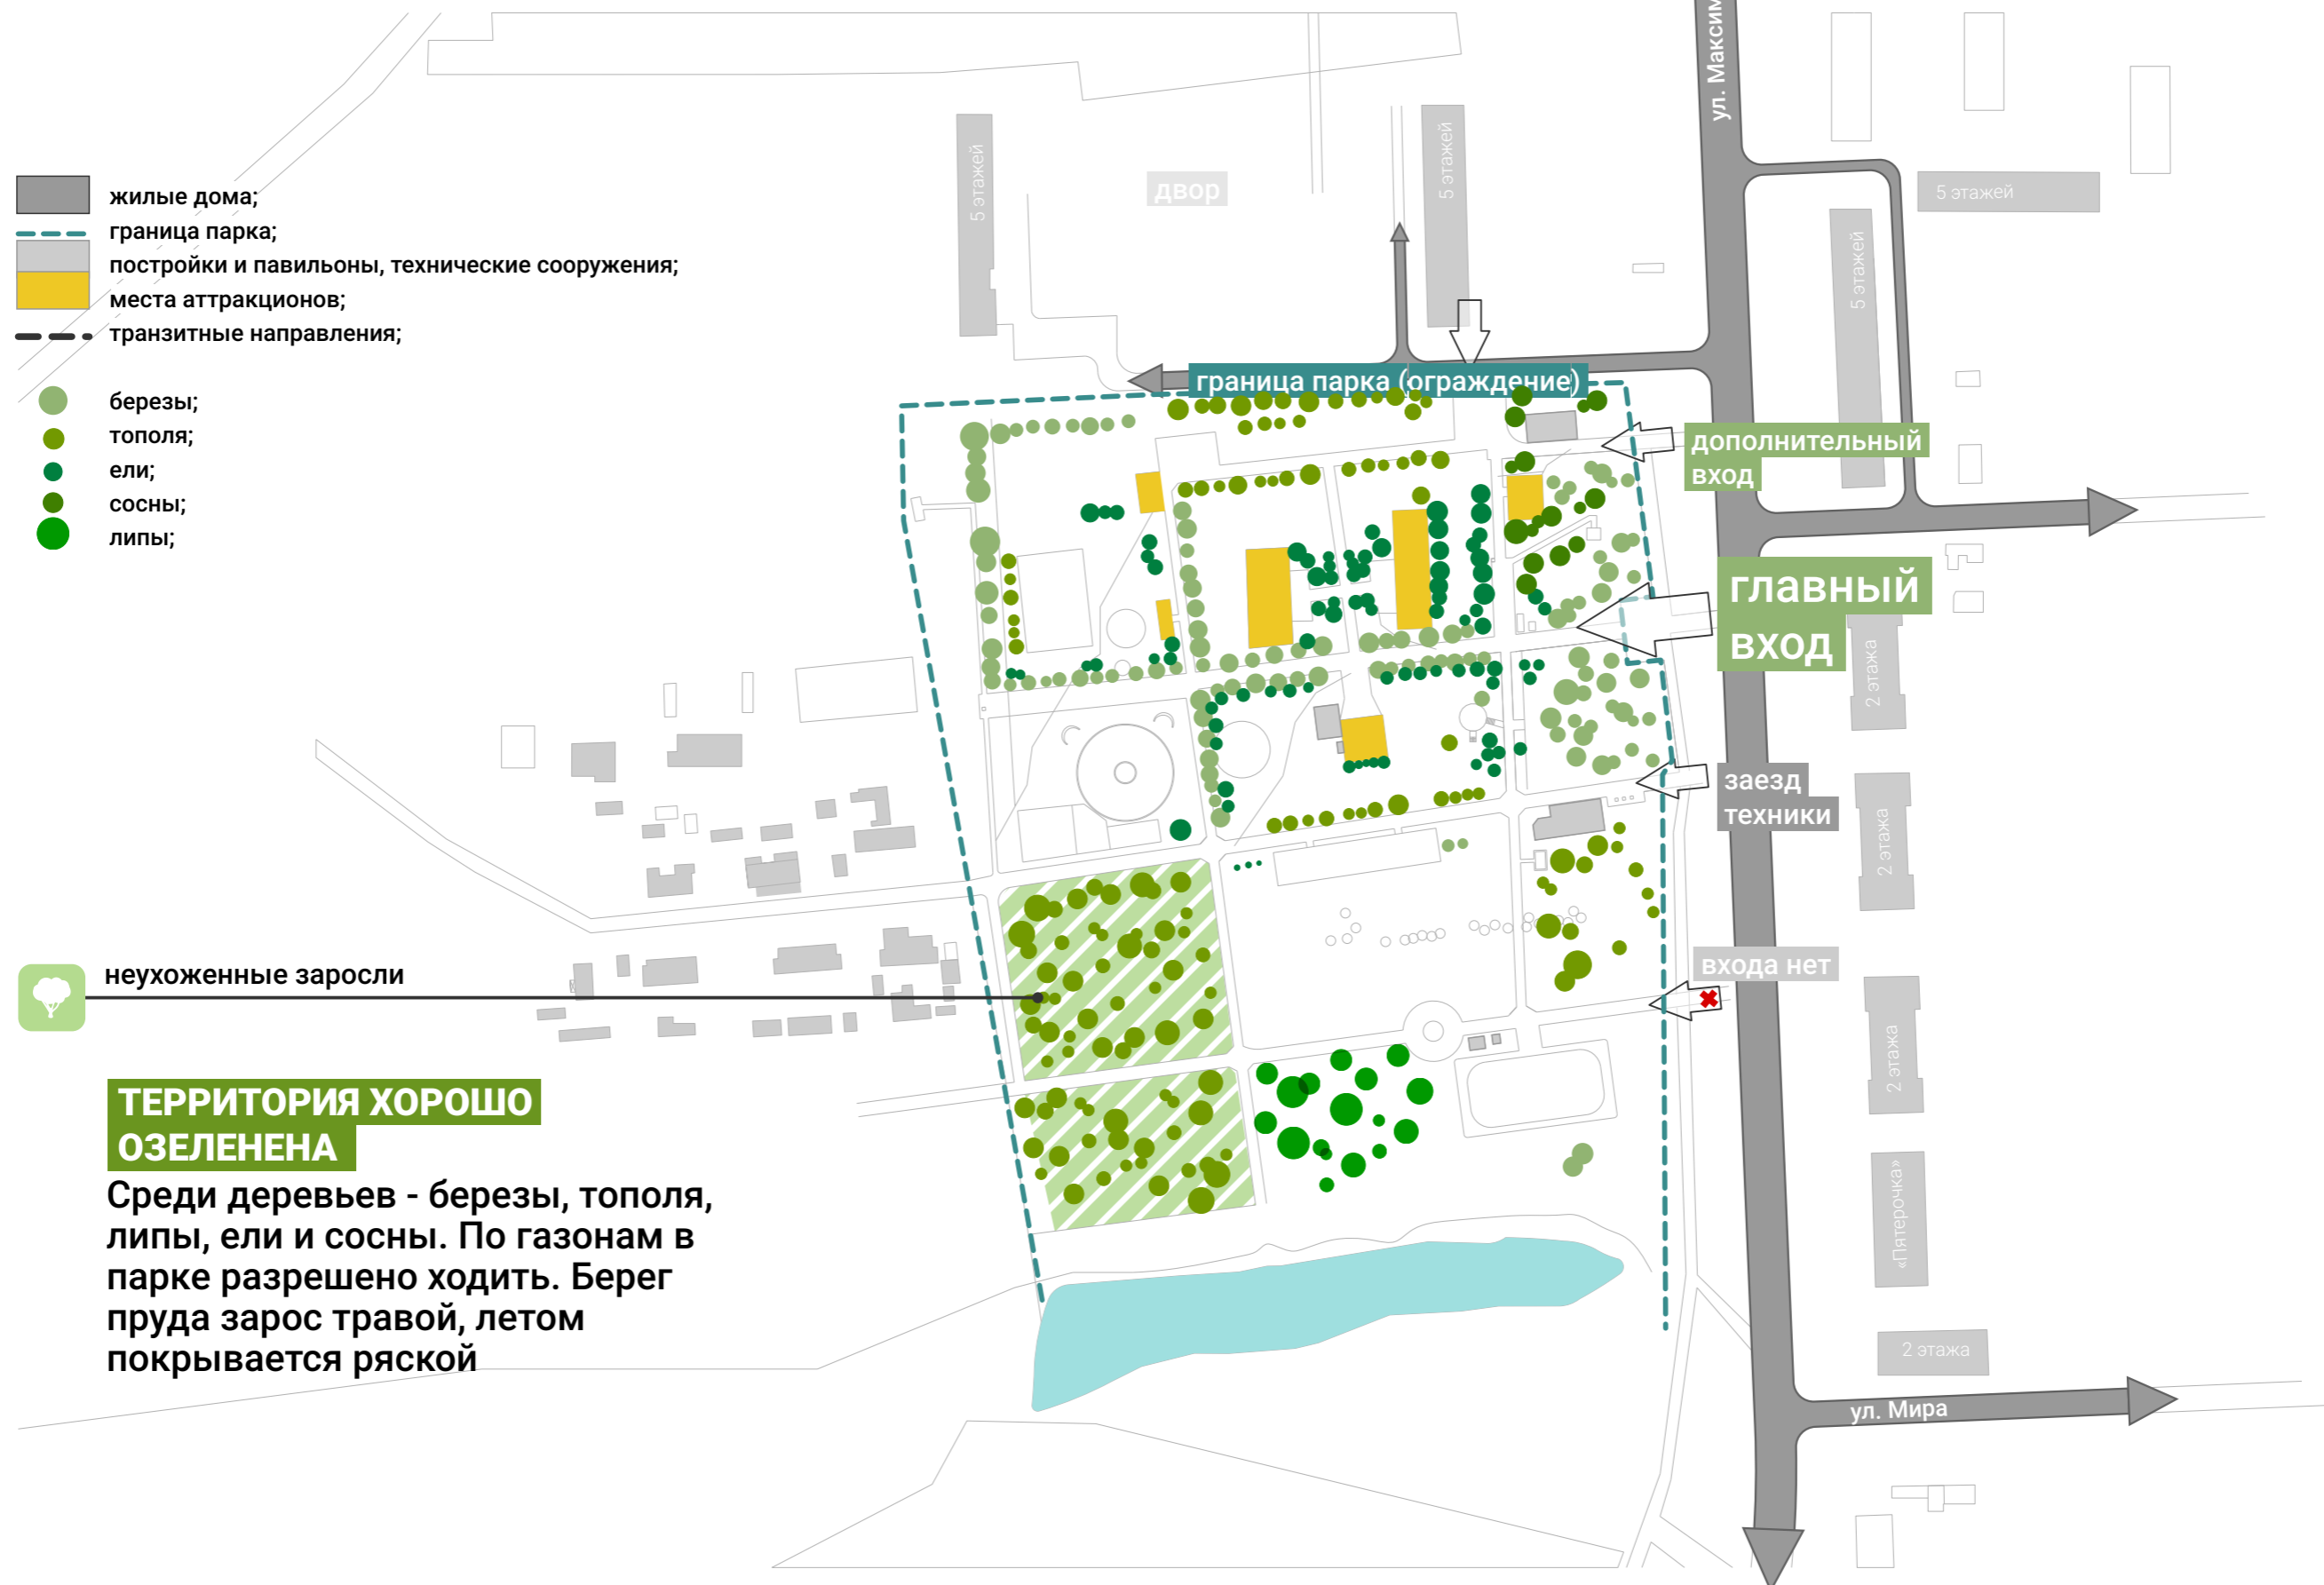 ул. Максим
жилые дома;
граница парка;
постройки и павильоны, технические сооружения;
места аттракционов;
транзитные направления;
березы;
тополя;
ели;
сосны;
липы;
5 этажей
двор
5 этажей
5 этажей
5 этажей
граница парка (ограждение)
дополнительный
вход
главный
вход
2 этажа
заезд
техники
2 этажа
входа нет
неухоженные заросли
2 этажа
ТЕРРИТОРИЯ ХОРОШО
ОЗЕЛЕНЕНА
Среди деревьев - березы, тополя,
липы, ели и сосны. По газонам в
парке разрешено ходить. Берег
пруда зарос травой, летом
покрывается ряской
«Пятерочка»
2 этажа
ул. Мира